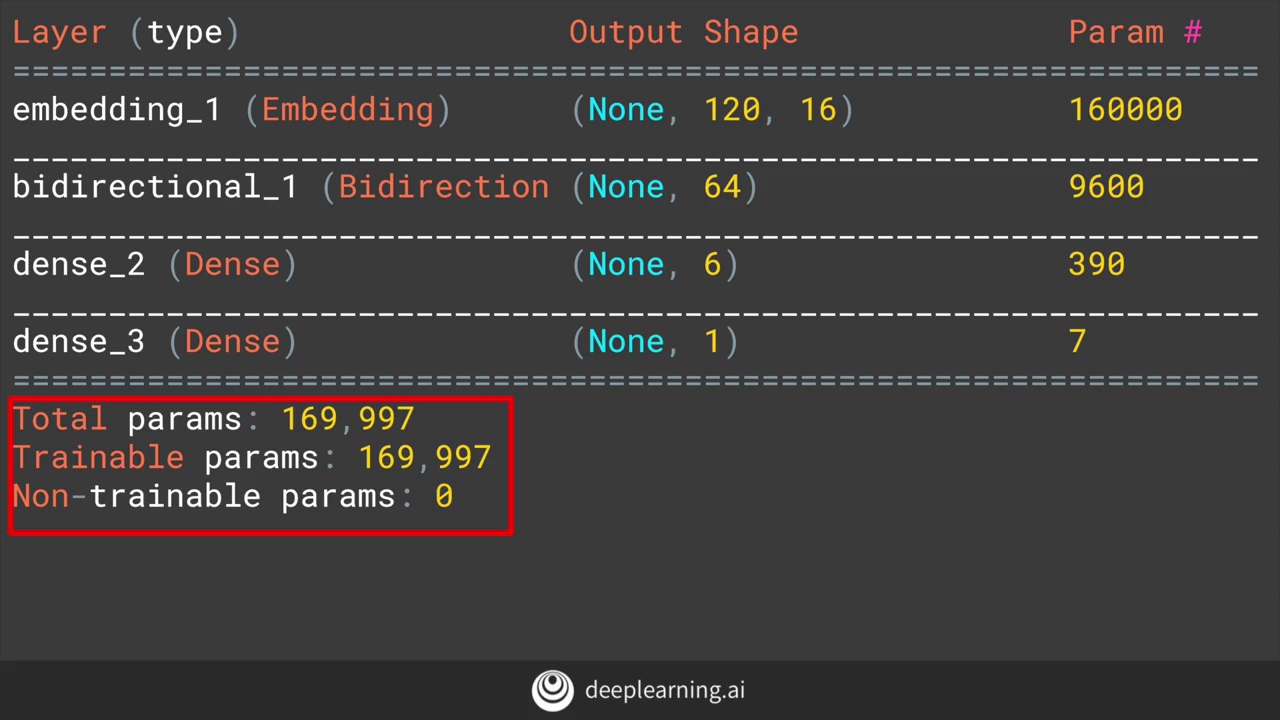 Layer (type) Output Shape Param #
=================================================================
embedding_1 (Embedding) (None, 120, 16) 160000
_________________________________________________________________
bidirectional_1 (Bidirection (None, 64) 9600
_________________________________________________________________
dense_2 (Dense) (None, 6) 390
_________________________________________________________________
dense_3 (Dense) (None, 1) 7
=================================================================
Total params: 169,997
Trainable params: 169,997
Non-trainable params: 0
deeplearning.ai